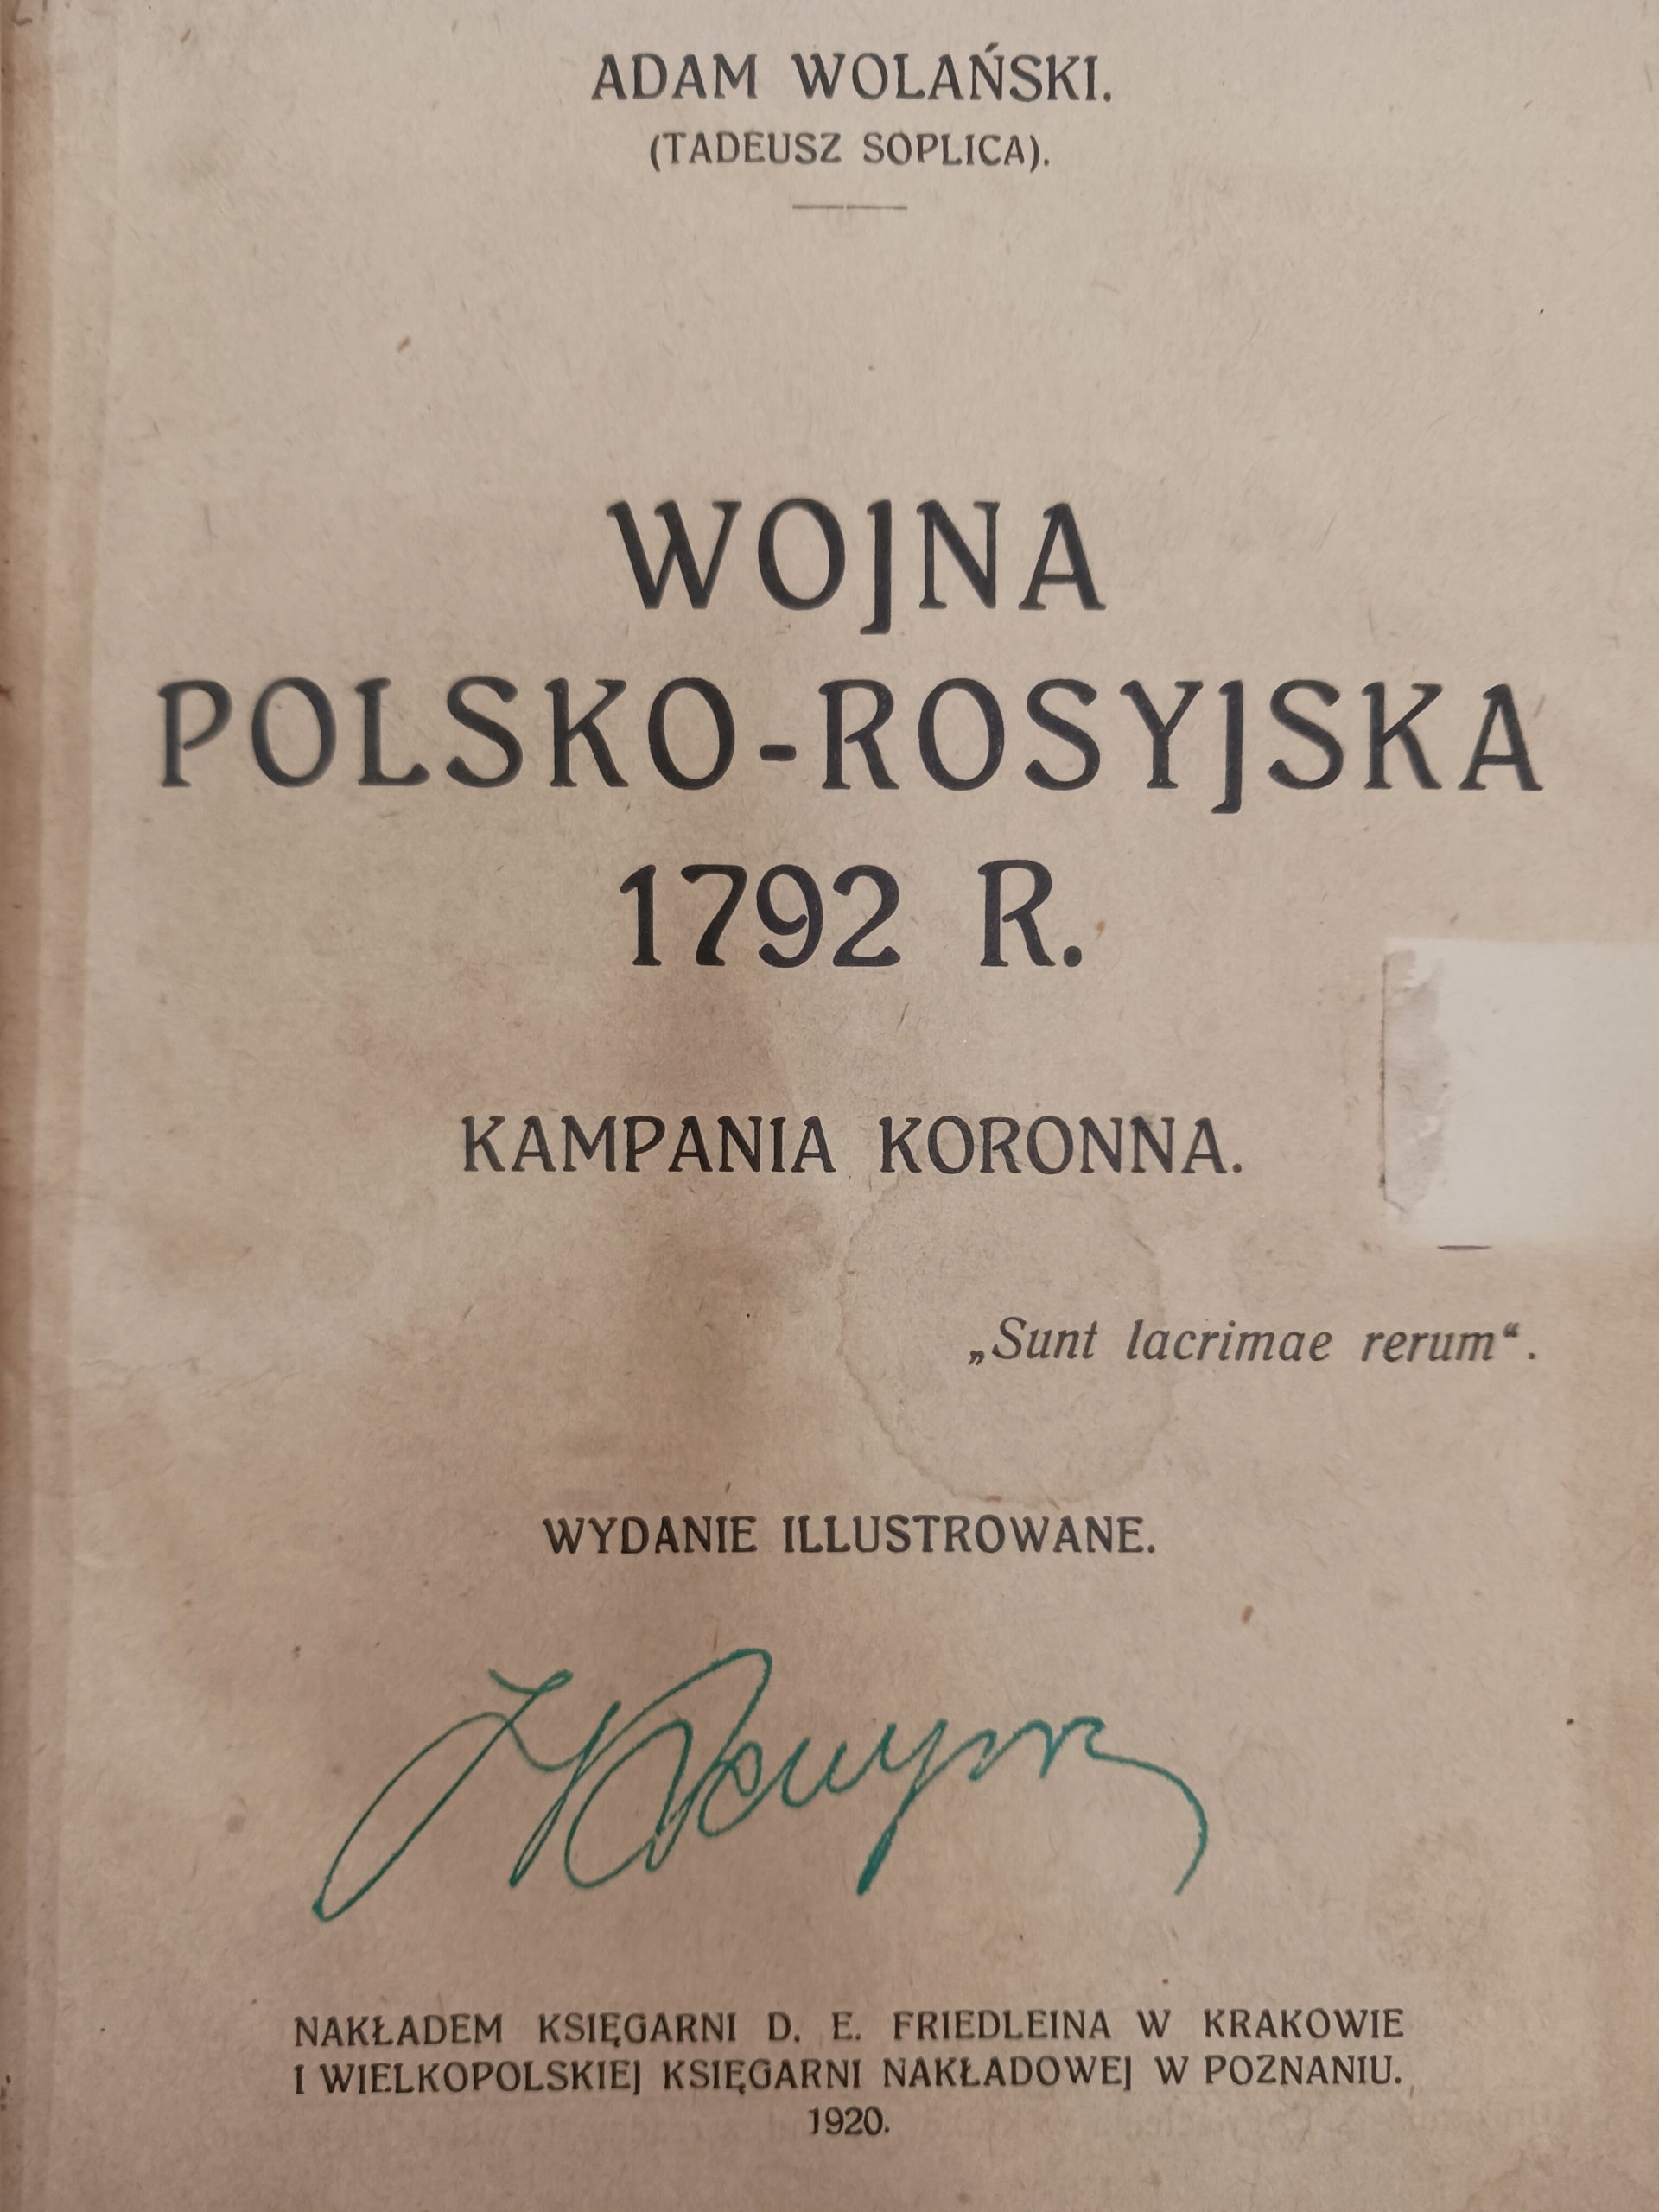 ADAM WOLAŃSKI.
(TADEUSZ SOPLICA).
WOJNA
POLSKO-ROSYJSKA
1792 R.
KAMPANIA KORONNA.
„Sunt lacrimae rerum“.
WYDANIE ILLUSTROWANE.
NAKŁADEM KSIĘGARNI D. E. FRIEDLEINA W KRAKOWIE
I WIELKOPOLSKIEJ KSIĘGARNI NAKŁADOWEJ W POZNANIU.
1920.